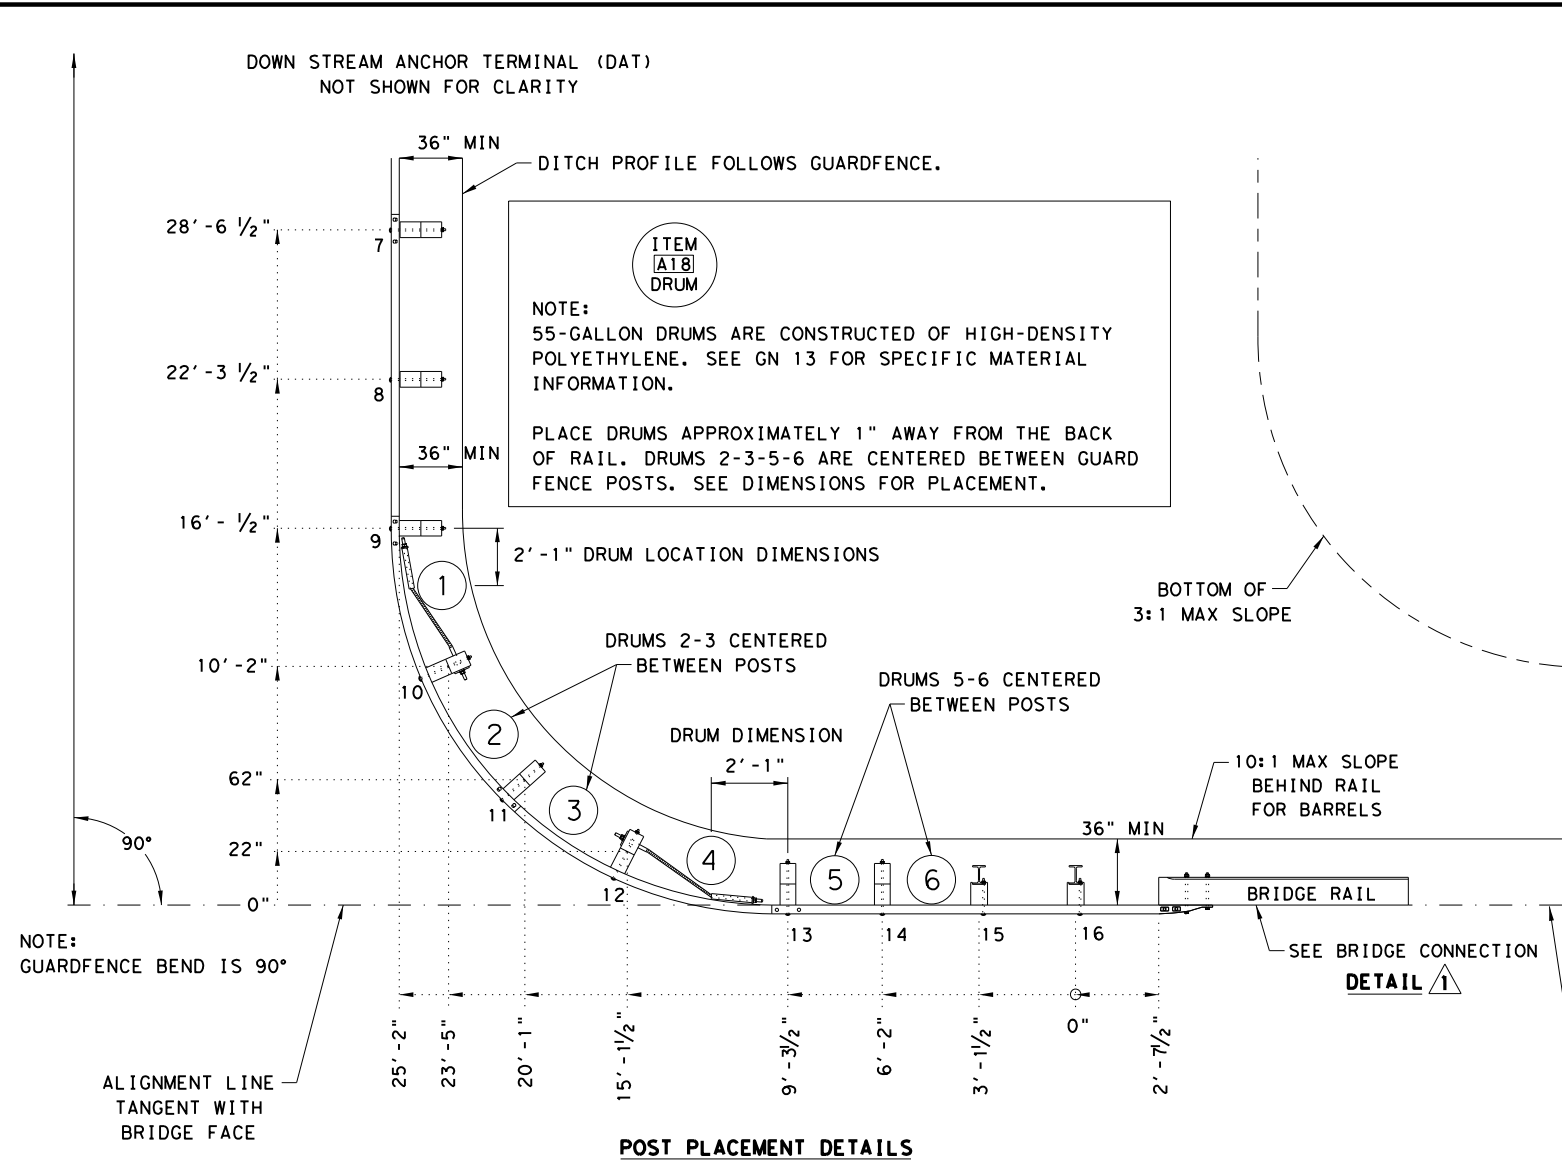 DOWN STREAM ANCHOR TERMINAL (DAT)
NOT SHOWN FOR CLARITY
36" MIN
DITCH PROFILE FOLLOWS GUARDFENCE.
28'-6 ½"
7
ITEM
A18
DRUM
NOTE:
55-GALLON DRUMS ARE CONSTRUCTED OF HIGH-DENSITY
POLYETHYLENE. SEE GN 13 FOR SPECIFIC MATERIAL
INFORMATION.
PLACE DRUMS APPROXIMATELY 1" AWAY FROM THE BACK
OF RAIL. DRUMS 2-3-5-6 ARE CENTERED BETWEEN GUARD
FENCE POSTS. SEE DIMENSIONS FOR PLACEMENT.
22'-3 ½"
8
36" MIN
16'- ½"
9
2'-1" DRUM LOCATION DIMENSIONS
1
BOTTOM OF
3:1 MAX SLOPE
DRUMS 2-3 CENTERED
BETWEEN POSTS
10'-2"
10
DRUMS 5-6 CENTERED
BETWEEN POSTS
2
DRUM DIMENSION
2'-1"
62"
11
3
10:1 MAX SLOPE
BEHIND RAIL
FOR BARRELS
36" MIN
90°
22"
4
5
6
12
0"
BRIDGE RAIL
13
14
15
16
NOTE:
GUARDFENCE BEND IS 90°
SEE BRIDGE CONNECTION
DETAIL 1
25'-2"
23'-5"
20'-1"
15'-1½"
9'-3½"
6'-2"
3'-1½"
0"
2'-7½"
ALIGNMENT LINE
TANGENT WITH
BRIDGE FACE
POST PLACEMENT DETAILS